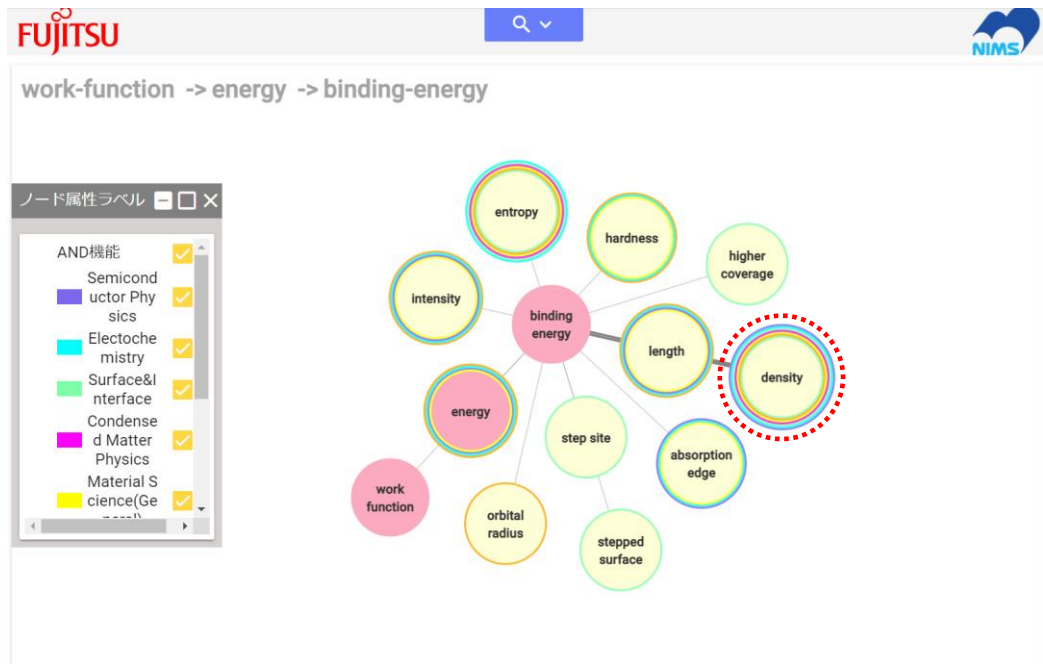 FUJITSU
NIMS
work-function -> energy -> binding-energy
ノード属性ラベル
AND機能
Semicond
uctor Phy
sics
Electoche
mistry
Surface&I
nterface
Condense
d Matter
Physics
Material S
cience(Ge
neral)
entropy
hardness
higher
coverage
intensity
binding
energy
length
density
energy
step site
absorption
edge
work
function
orbital
radius
stepped
surface